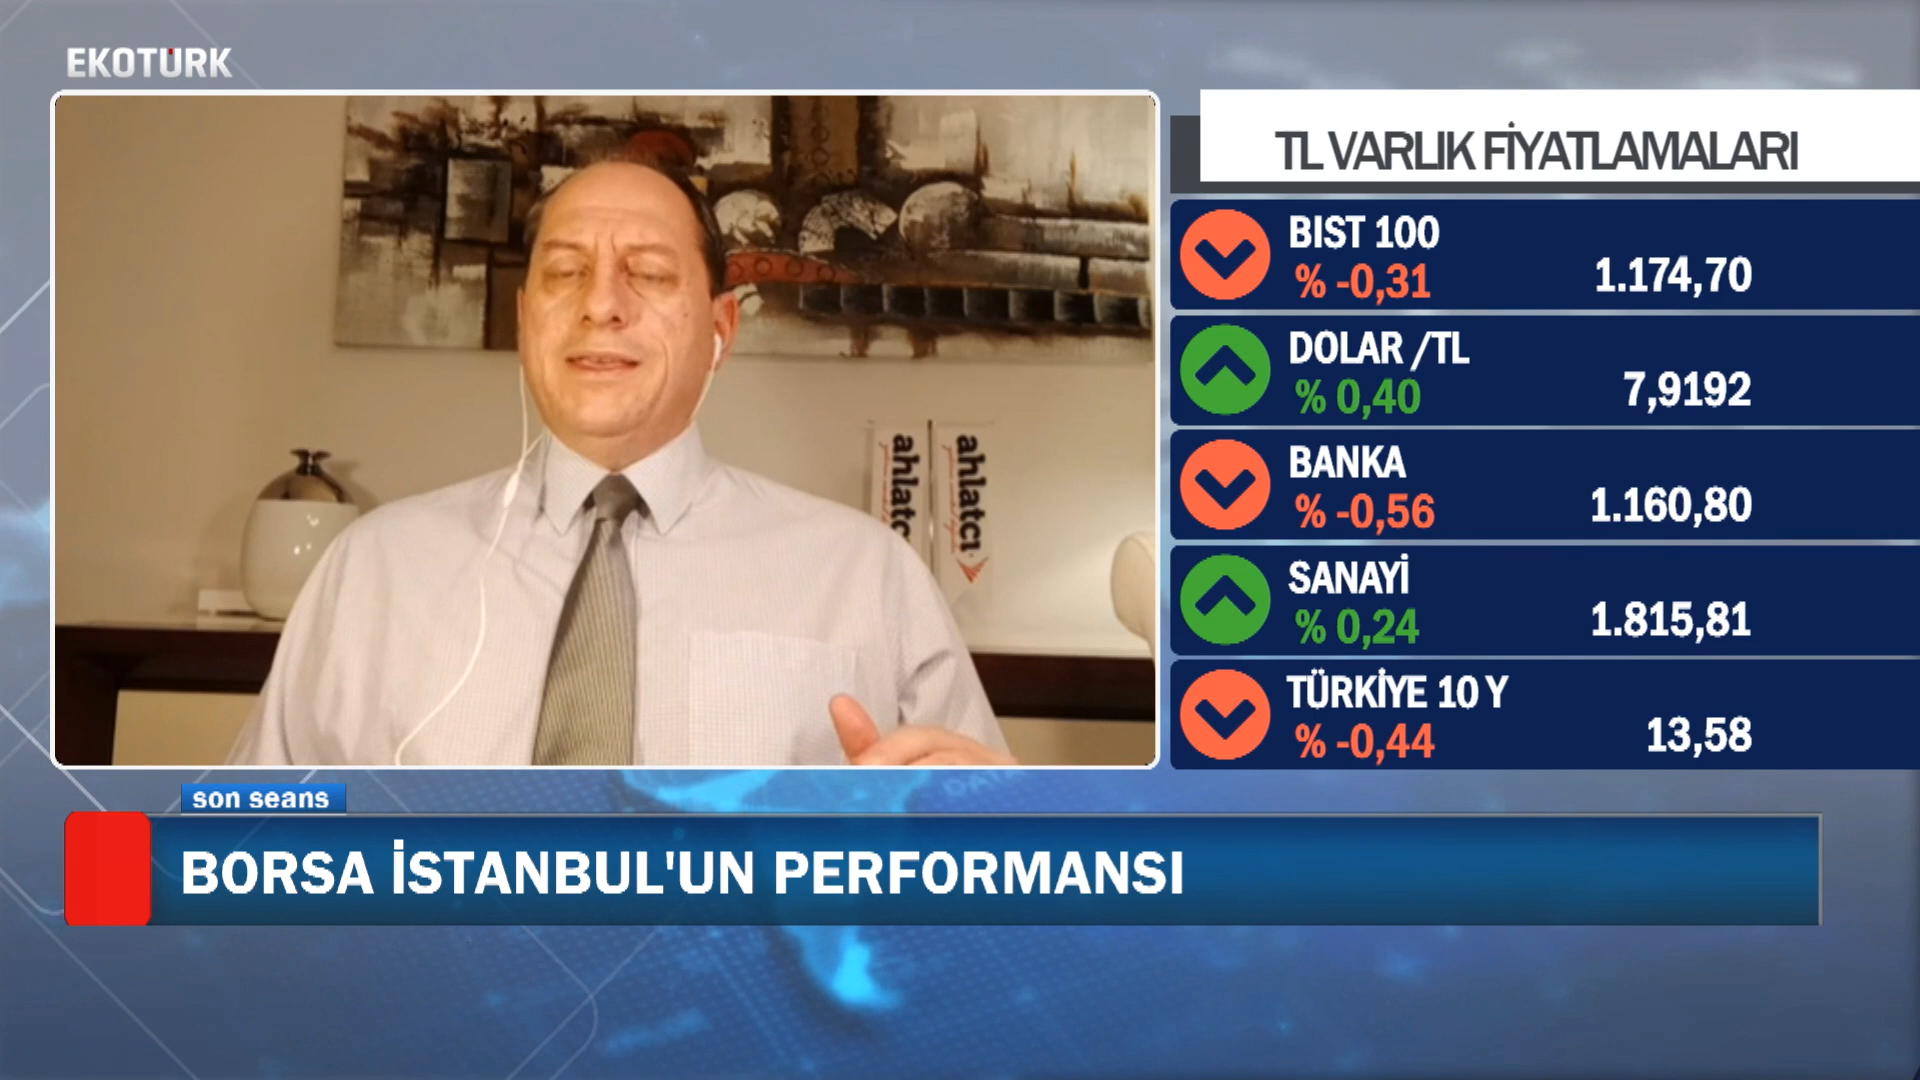 EKOTÜRK
TL VARLIK FİYATLAMALARI
BIST 100
% -0,31
1.174,70
DOLAR /TL
% 0,40
7,9192
BANKA
% -0,56
1.160,80
SANAYİ
% 0,24
1.815,81
TÜRKİYE 10 Y
% -0,44
13,58
ahlatcı
ahlatcı
son seans
BORSA İSTANBUL'UN PERFORMANSI